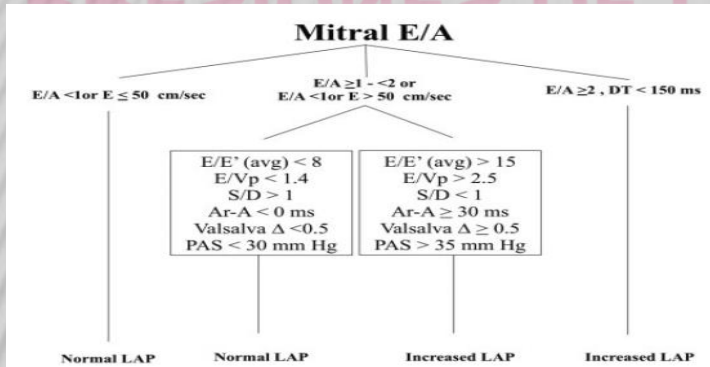 Mitral E/A
E/A <1or E ≤ 50 cm/sec
E/A ≥1 - <2 or
E/A <1or E > 50 cm/sec
E/A ≥2 , DT < 150 ms
E/E’ (avg) < 8
E/Vp < 1.4
S/D > 1
Ar-A < 0 ms
Valsalva Δ <0.5
PAS < 30 mm Hg
E/E’ (avg) > 15
E/Vp > 2.5
S/D < 1
Ar-A ≥ 30 ms
Valsalva Δ ≥ 0.5
PAS > 35 mm Hg
Normal LAP
Normal LAP
Increased LAP
Increased LAP